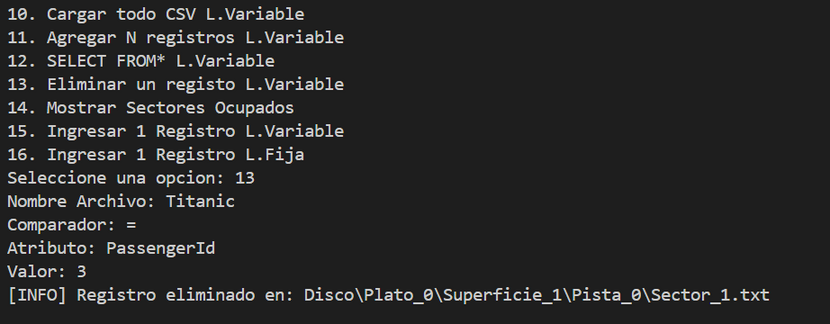 10. Cargar todo CSV L.Variable
11. Agregar N registros L.Variable
12. SELECT FROM* L.Variable
13. Eliminar un registo L.Variable
14. Mostrar Sectores Ocupados
15. Ingresar 1 Registro L.Variable
16. Ingresar 1 Registro L.Fija
Seleccione una opcion: 13
Nombre Archivo: Titanic
Comparador: =
Atributo: PassengerId
Valor: 3
[INFO] Registro eliminado en: Disco\Plato_0\Superficie_1\Pista_0\Sector_1.txt